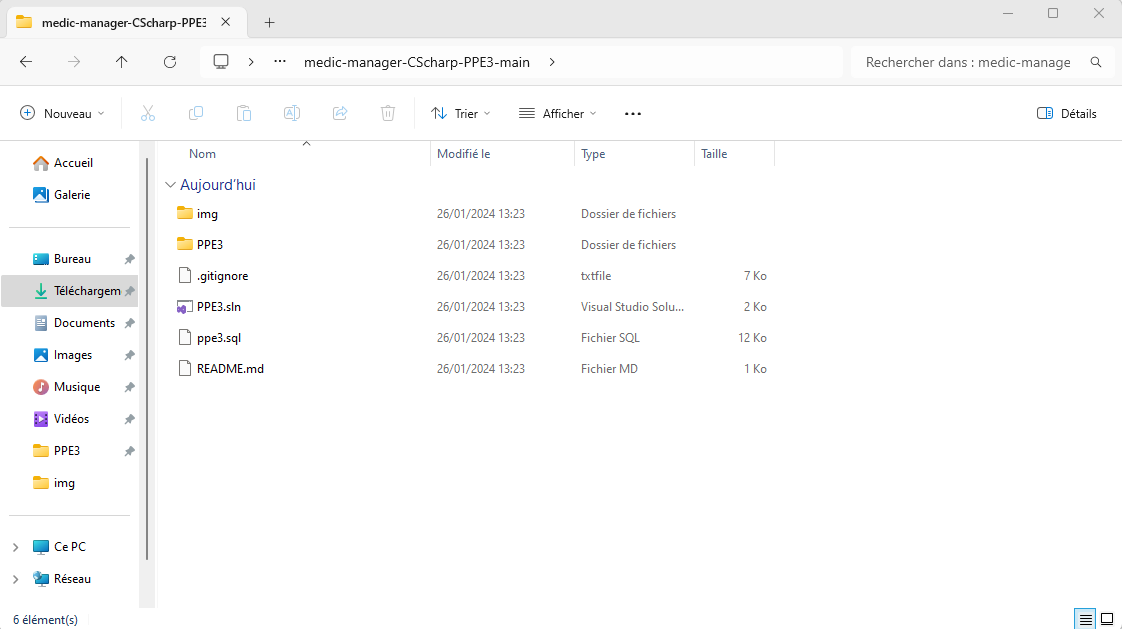 medic-manager-CScharp-PPE3
medic-manager-CScharp-PPE3-main
Rechercher dans : medic-manage
Nouveau
Trier
Afficher
Détails
Nom Modifié le Type Taille
Aujourd'hui
img 26/01/2024 13:23 Dossier de fichiers
PPE3 26/01/2024 13:23 Dossier de fichiers
.gitignore 26/01/2024 13:23 txtfile 7 Ko
PPE3.sln 26/01/2024 13:23 Visual Studio Solu... 2 Ko
ppe3.sql 26/01/2024 13:23 Fichier SQL 12 Ko
README.md 26/01/2024 13:23 Fichier MD 1 Ko
Accueil
Galerie
Bureau
Téléchargem
Documents
Images
Musique
Vidéos
PPE3
img
Ce PC
Réseau
6 élément(s)